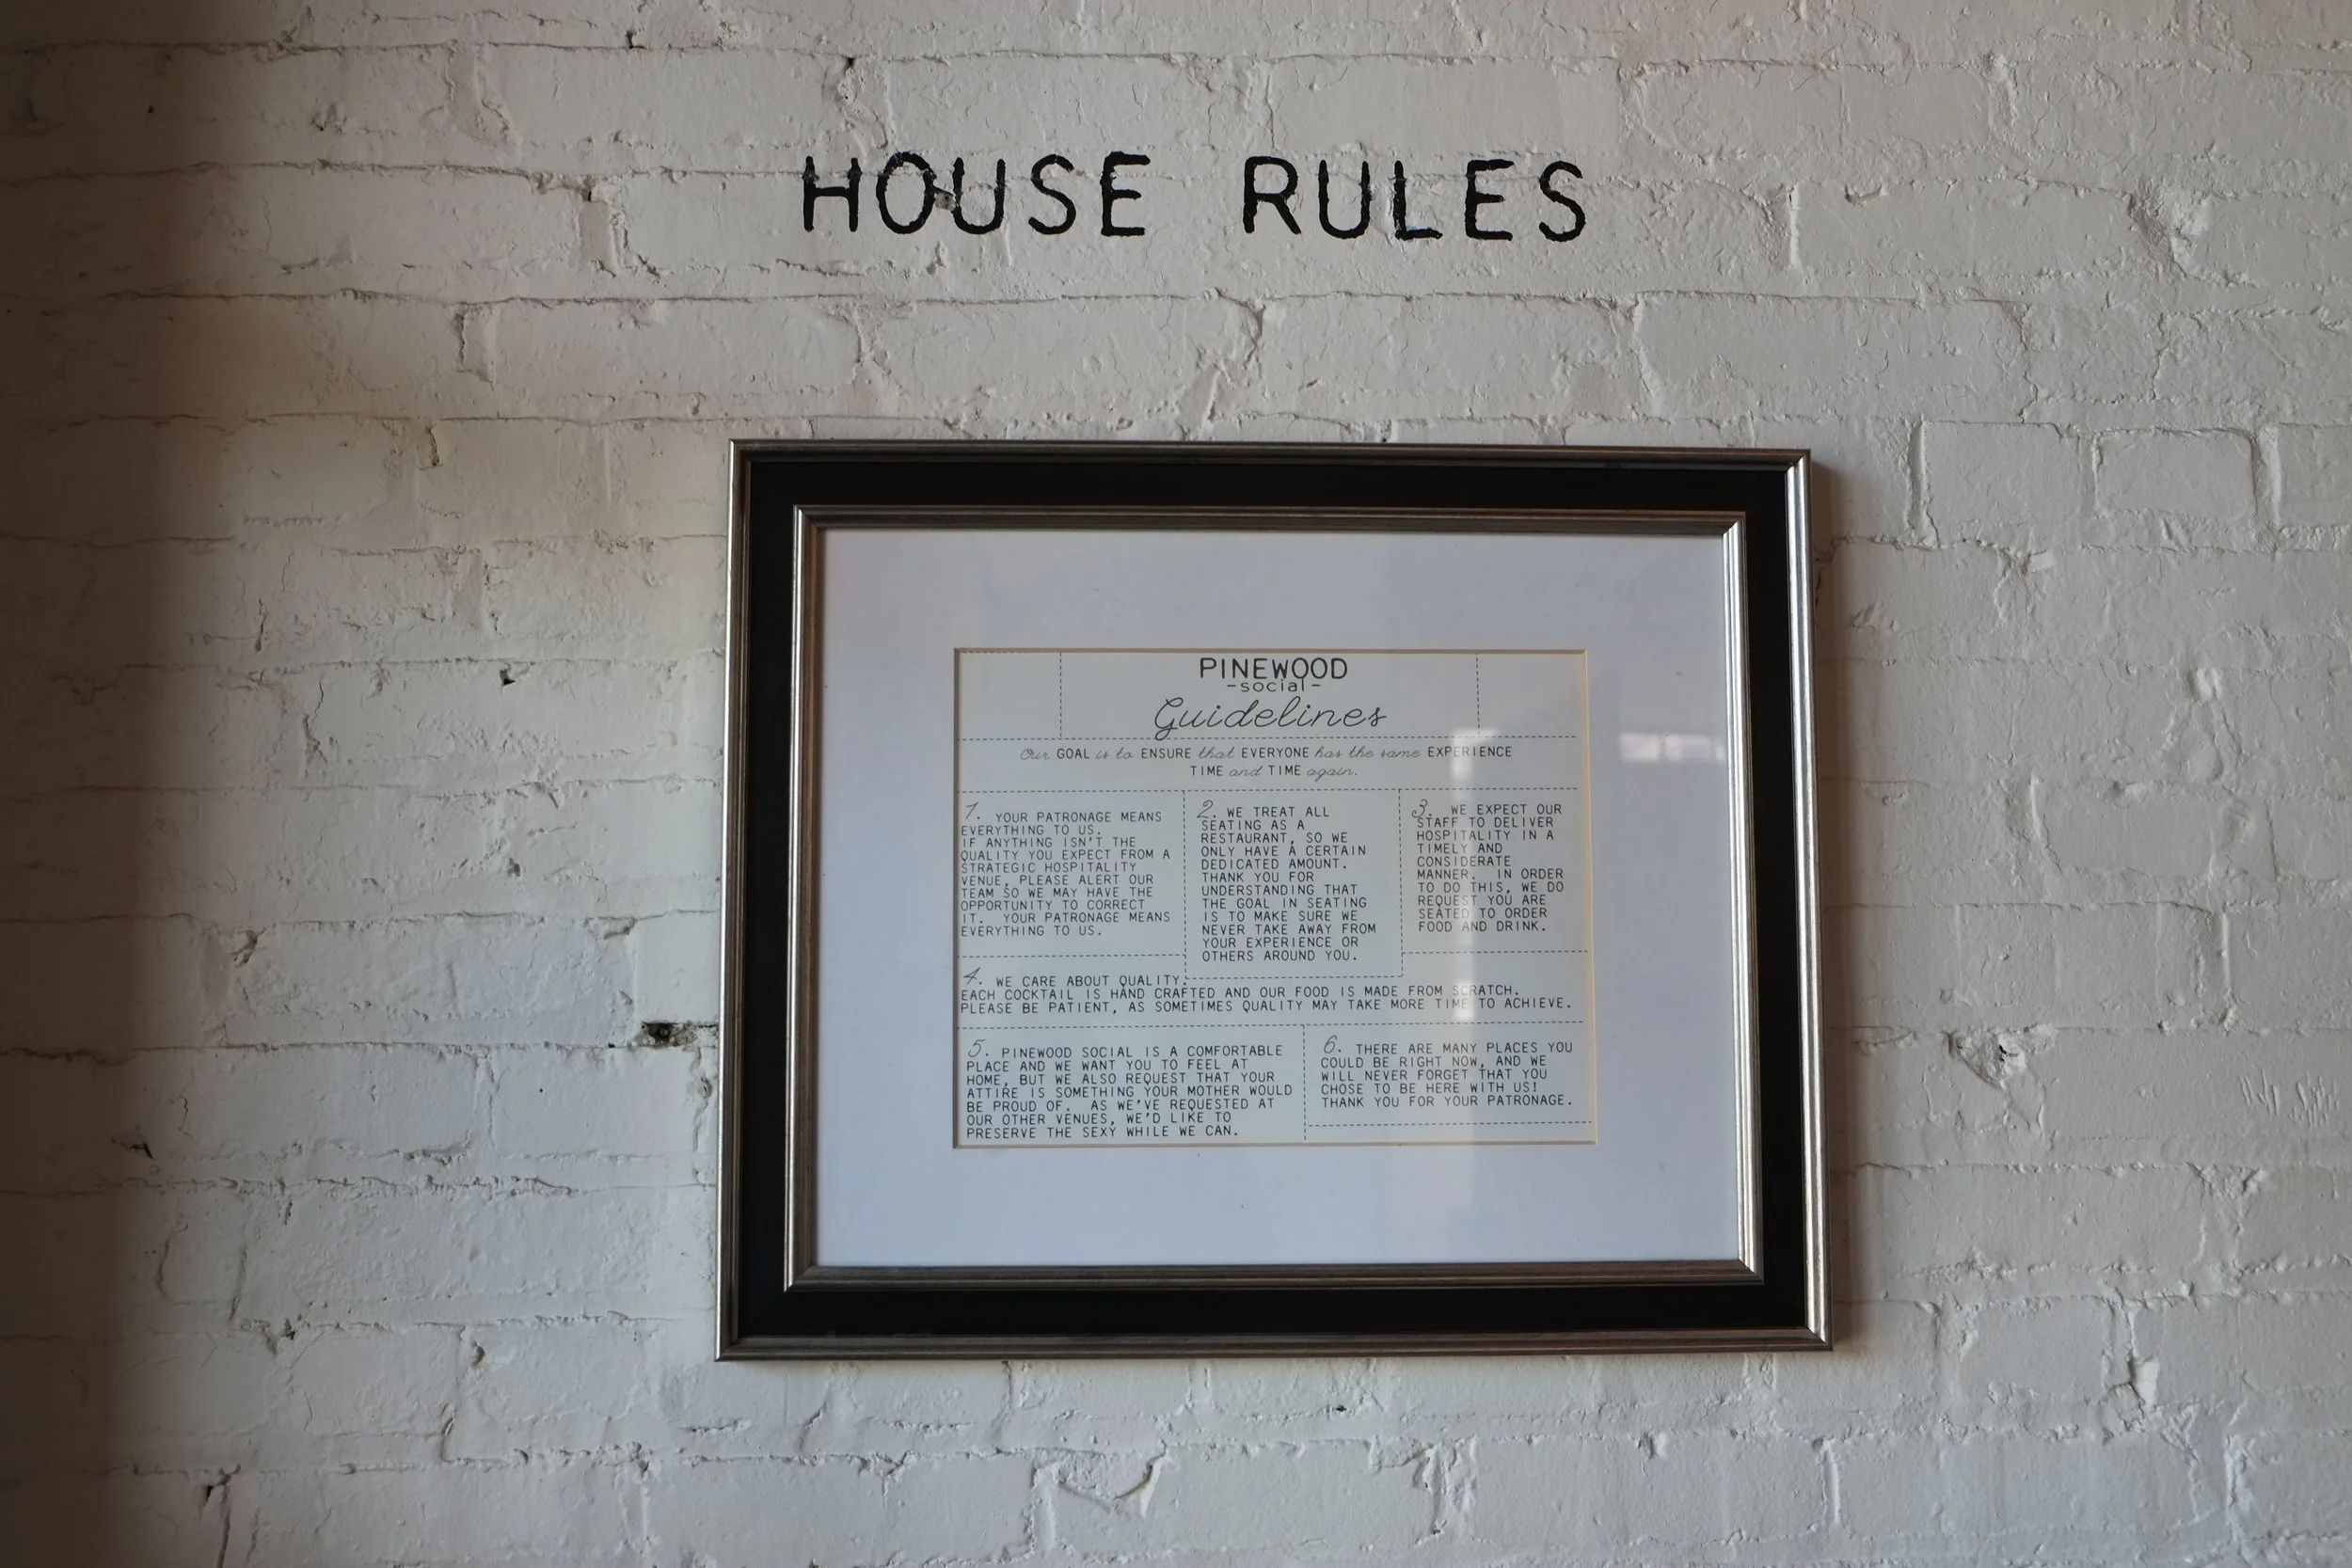 HOUSE RULES
PINEWOOD
-social-
Guidelines
Our GOAL is to ENSURE that EVERYONE has the same EXPERIENCE
TIME and TIME again.
1. YOUR PATRONAGE MEANS
EVERYTHING TO US.
IF ANYTHING ISN'T THE
QUALITY YOU EXPECT FROM A
STRATEGIC HOSPITALITY
VENUE, PLEASE ALERT OUR
TEAM SO WE MAY HAVE THE
OPPORTUNITY TO CORRECT
IT. YOUR PATRONAGE MEANS
EVERYTHING TO US.
2. WE TREAT ALL
SEATING AS A
RESTAURANT, SO WE
ONLY HAVE A CERTAIN
DEDICATED AMOUNT.
THANK YOU FOR
UNDERSTANDING THAT
THE GOAL IN SEATING
IS TO MAKE SURE WE
NEVER TAKE AWAY FROM
YOUR EXPERIENCE OR
OTHERS AROUND YOU.
3. WE EXPECT OUR
STAFF TO DELIVER
HOSPITALITY IN A
TIMELY AND
CONSIDERATE
MANNER. IN ORDER
TO DO THIS, WE DO
REQUEST YOU ARE
SEATED TO ORDER
FOOD AND DRINK.
4. WE CARE ABOUT QUALITY.
EACH COCKTAIL IS HAND CRAFTED AND OUR FOOD IS MADE FROM SCRATCH.
PLEASE BE PATIENT, AS SOMETIMES QUALITY MAY TAKE MORE TIME TO ACHIEVE.
5. PINEWOOD SOCIAL IS A COMFORTABLE
PLACE AND WE WANT YOU TO FEEL AT
HOME, BUT WE ALSO REQUEST THAT YOUR
ATTIRE IS SOMETHING YOUR MOTHER WOULD
BE PROUD OF. AS WE'VE REQUESTED AT
OUR OTHER VENUES, WE'D LIKE TO
PRESERVE THE SEXY WHILE WE CAN.
6. THERE ARE MANY PLACES YOU
COULD BE RIGHT NOW, AND WE
WILL NEVER FORGET THAT YOU
CHOSE TO BE HERE WITH US!
THANK YOU FOR YOUR PATRONAGE.